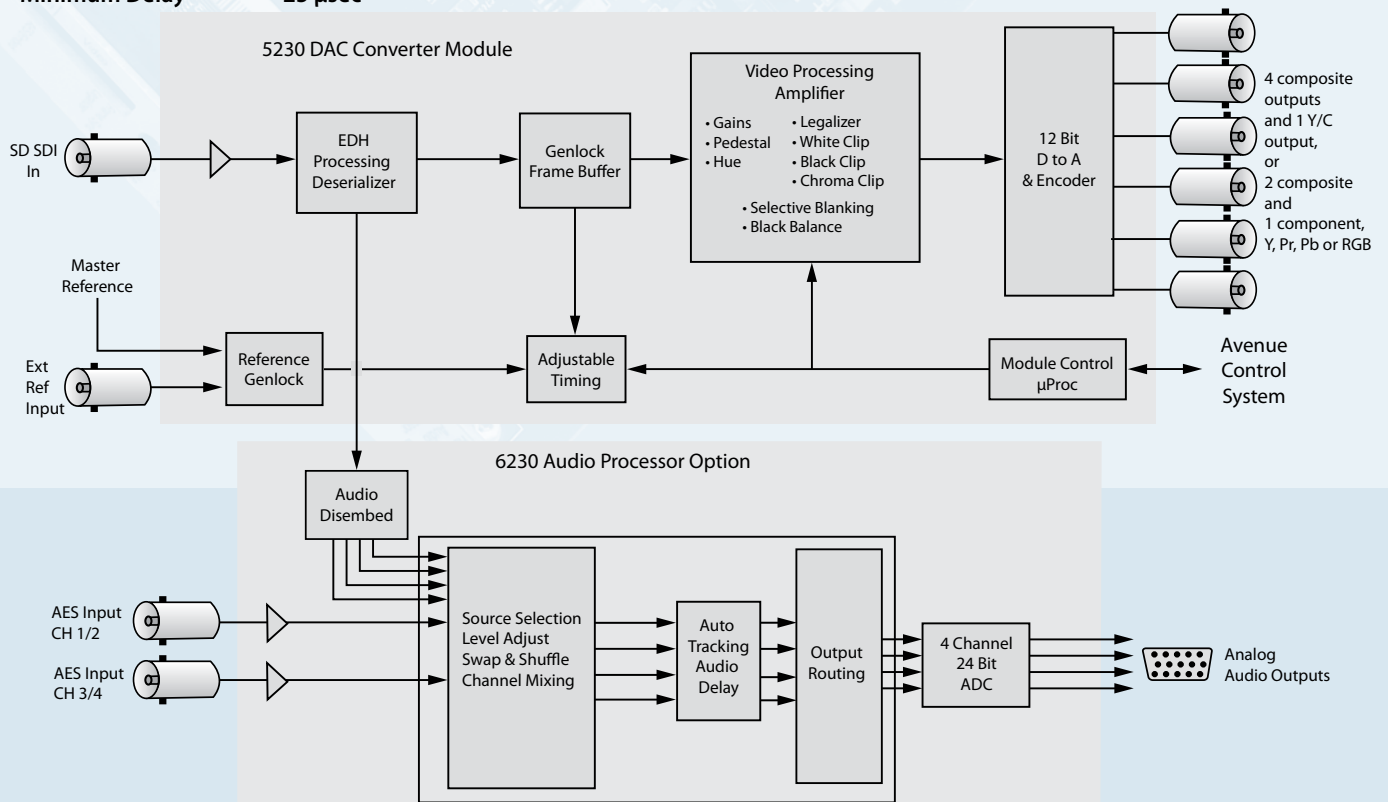 Minimum Delay 25 µsec
5230 DAC Converter Module
SD SDI
In
EDH
Processing
Deserializer
Genlock
Frame Buffer
Video Processing
Amplifier
• Gains
• Pedestal
• Hue
• Legalizer
• White Clip
• Black Clip
• Chroma Clip
• Selective Blanking
• Black Balance
12 Bit
D to A
& Encoder
4 composite
outputs
and 1 Y/C
output,
or
2 composite
and
1 component,
Y, Pr, Pb or RGB
Master
Reference
Ext
Ref
Input
Reference
Genlock
Adjustable
Timing
Module Control
µProc
Avenue
Control
System
6230 Audio Processor Option
Audio
Disembed
AES Input
CH 1/2
AES Input
CH 3/4
Source Selection
Level Adjust
Swap & Shuffle
Channel Mixing
Auto
Tracking
Audio
Delay
Output
Routing
4 Channel
24 Bit
ADC
Analog
Audio Outputs